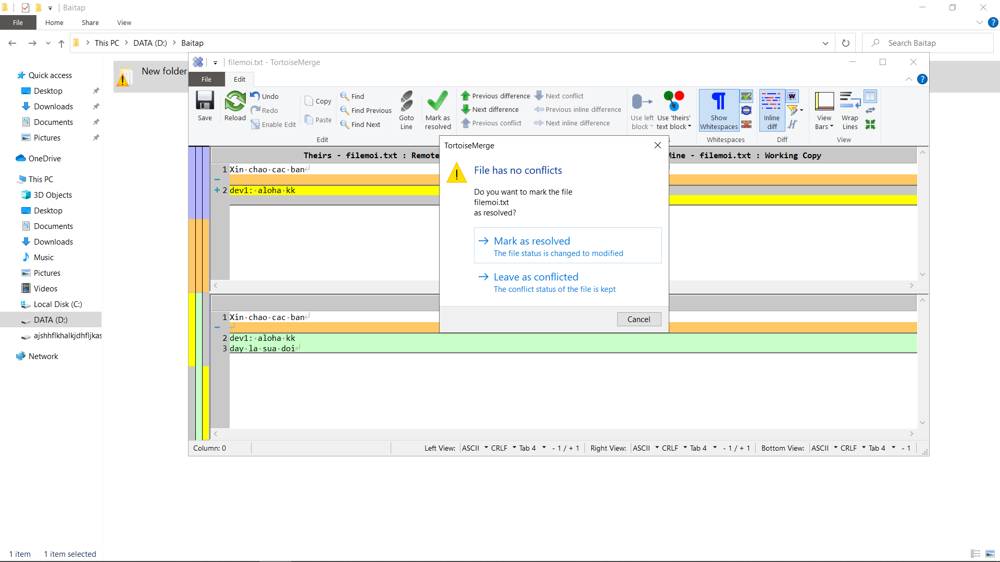 Baitap
File Home Share View
This PC DATA (D:) Baitap
Search Baitap
Quick access
Desktop
Downloads
Documents
Pictures
OneDrive
This PC
3D Objects
Desktop
Documents
Downloads
Music
Pictures
Videos
Local Disk (C:)
DATA (D:)
ajshhflkhalkjdhfljkas
Network
1 item 1 item selected
New folder
filemoi.txt - TortoiseMerge
File Edit
Save
Reload
Undo
Redo
Enable Edit
Copy
Paste
Find
Find Previous
Find Next
Goto
Line
Mark as
resolved
Previous difference
Next difference
Previous conflict
Next conflict
Previous inline difference
Next inline difference
Use left
block
Use 'theirs'
text block
Show
Whitespaces
Inline
diff
View
Bars
Wrap
Lines
Edit
Whitespaces
Diff
View
Theirs - filemoi.txt : Remote
Mine - filemoi.txt : Working Copy
1 Xin chao cac ban
2 dev1: aloha kk
1 Xin chao cac ban
2 dev1: aloha kk
3 day la sua doi
TortoiseMerge
File has no conflicts
Do you want to mark the file
filemoi.txt
as resolved?
Mark as resolved
The file status is changed to modified
Leave as conflicted
The conflict status of the file is kept
Cancel
Column: 0
Left View: ASCII CRLF Tab 4 - 1 / + 1
Right View: ASCII CRLF Tab 4 - 1 / + 1
Bottom View: ASCII CRLF Tab 4 - 1